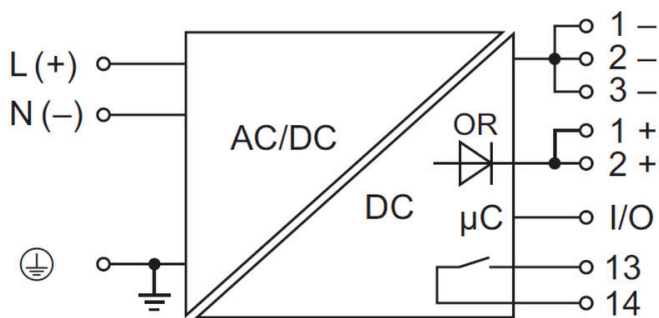 L (+)
N (–)
AC/DC
DC
OR
µC
1 –
2 –
3 –
1 +
2 +
I/O
13
14